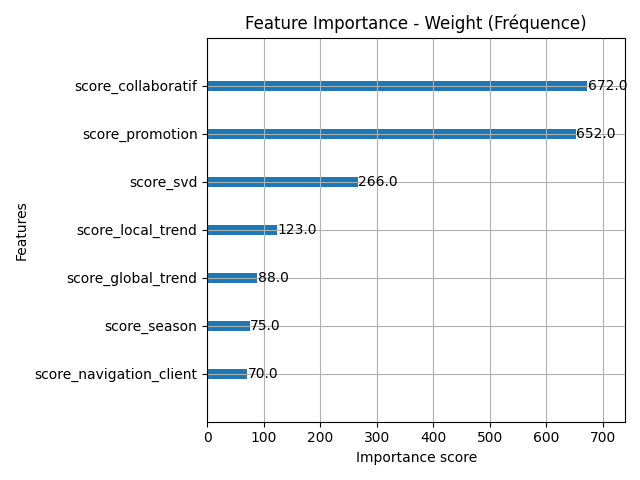 Feature Importance - Weight (Fréquence)
score_collaboratif 672.0
score_promotion 652.0
score_svd 266.0
score_local_trend 123.0
score_global_trend 88.0
score_season 75.0
score_navigation_client 70.0
Features
0 100 200 300 400 500 600 700
Importance score